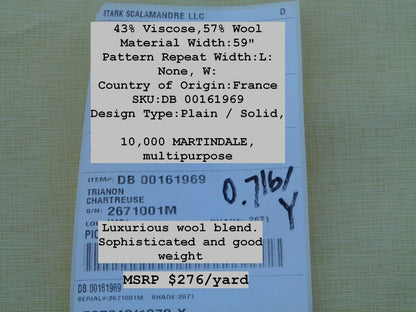 STARK SCALAMANDRE LLC
D
43% Viscose,57% Wool
Material Width:59"
Pattern Repeat Width:L:
None, W:
Country of Origin:France
SKU:DB 00161969
Design Type:Plain / Solid,
10,000 MARTINDALE,
multipurpose
ITEM#: DB 00161969
TRIANON
CHARTREUSE
S/N: 2671001M
SHADE: 2671
Luxurious wool blend.
Sophisticated and good
weight
MSRP $276/yard
DB 00161969
SERIAL#:2671001M SHADE:2671